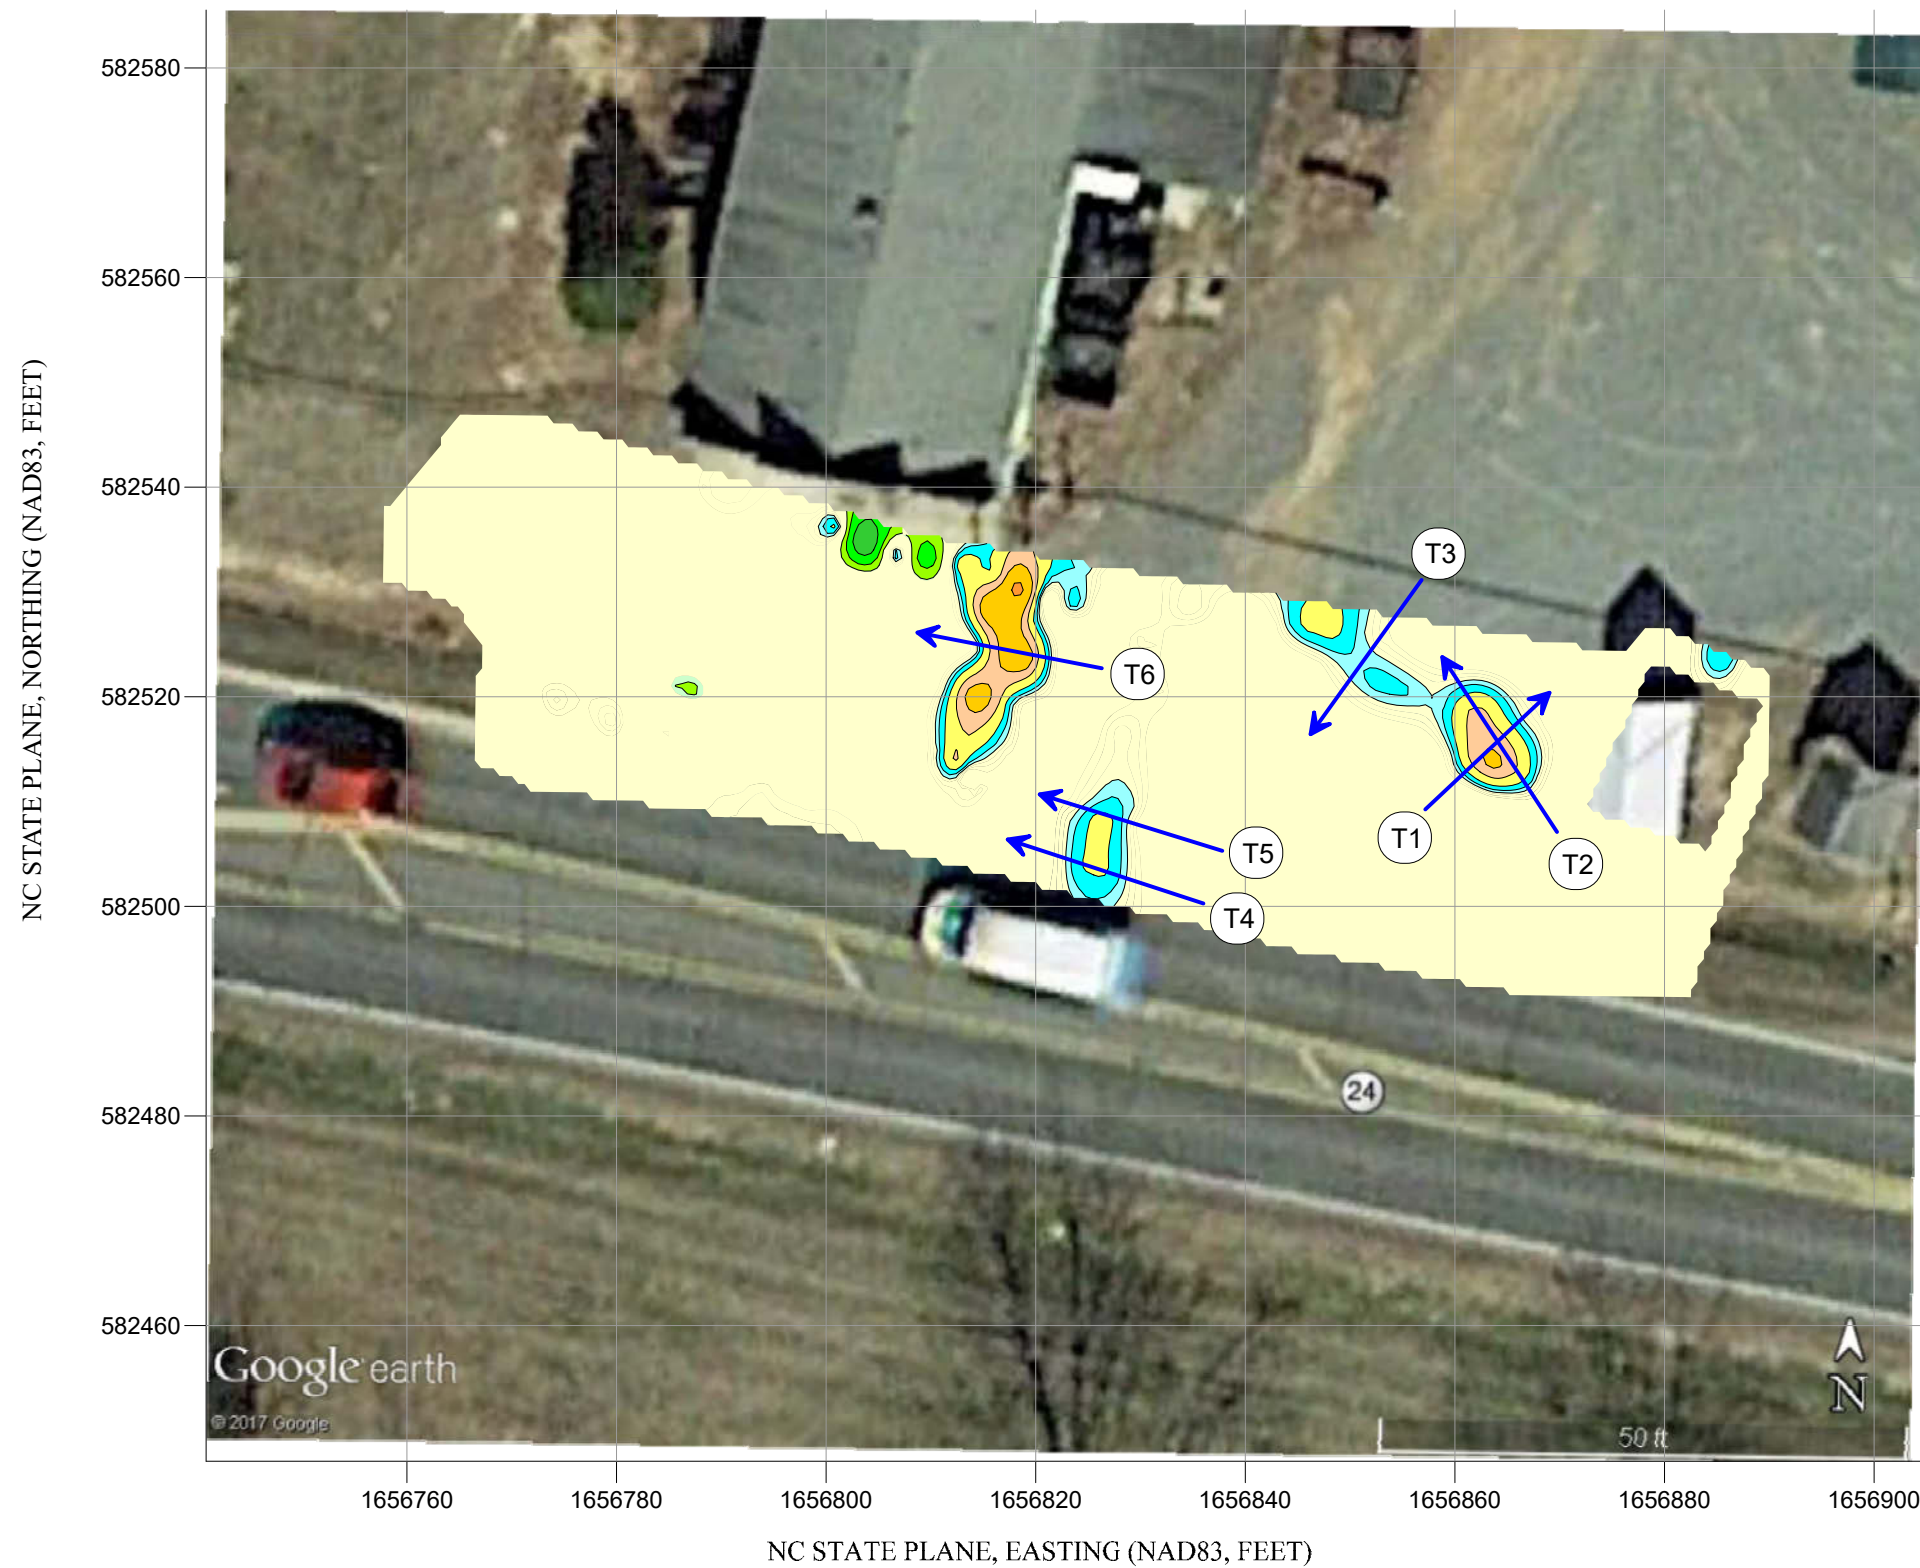 582580
582560
582540
582520
582500
582480
582460
NC STATE PLANE, NORTHING (NAD83, FEET)
T3
T6
T1
T2
T5
T4
24
Google earth
© 2017 Google
N
50 ft
1656760 1656780 1656800 1656820 1656840 1656860 1656880 1656900
NC STATE PLANE, EASTING (NAD83, FEET)